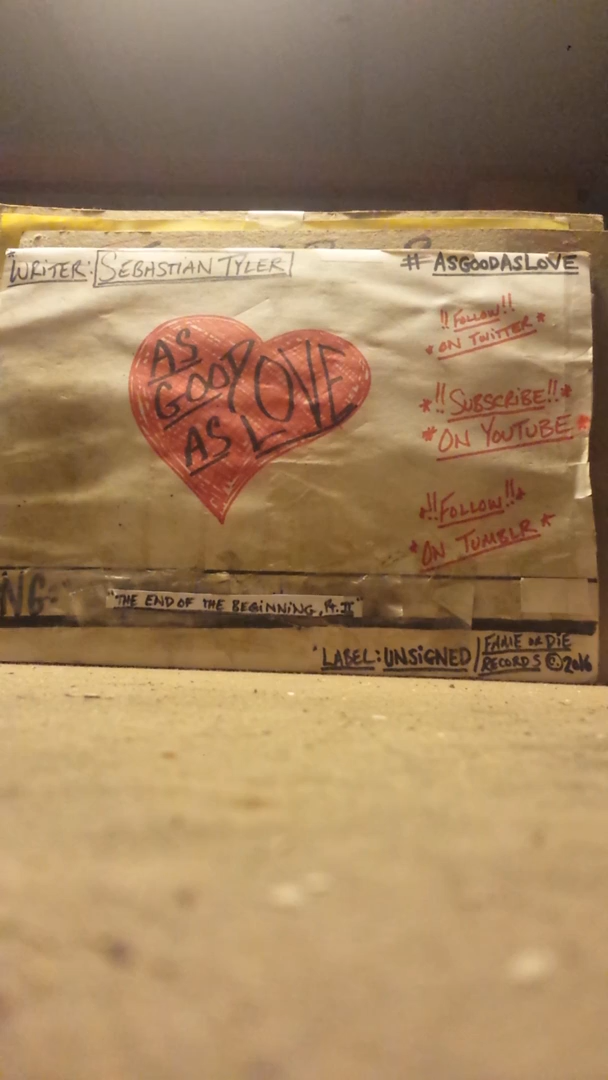 "WRITER: SEBASTIAN TYLER
# ASGOODASLOVE
AS
GOOD
AS LOVE
!!FOLLOW!!
*ON TWITTER*
*!!SUBSCRIBE!!*
*ON YOUTUBE*
*!!FOLLOW!!*
*ON TUMBLR*
NG:
"THE END OF THE BEGINNING, Pt. II"
"LABEL: UNSIGNED
FAME OR DIE
RECORDS © 2016